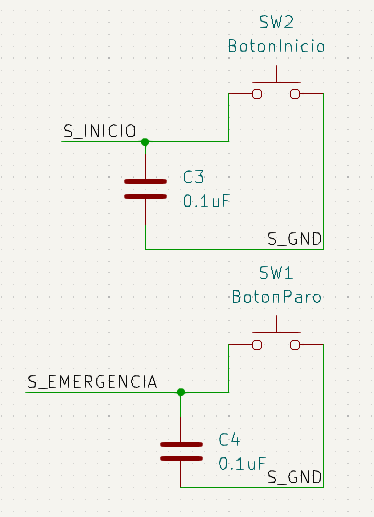 SW2
BotonInicio
S_INICIO
C3
0.1uF
S_GND
SW1
BotonParo
S_EMERGENCIA
C4
0.1uF
S_GND